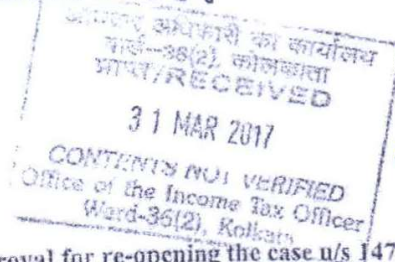 आयकर अधिकारी का कार्यालय
वार्ड-36(2), कोलकाता
प्राप्त/RECEIVED
31 MAR 2017
CONTENTS NOT VERIFIED
Office of the Income Tax Officer
Ward-36(2), Kolkata
roval for re-opening the case u/s 147